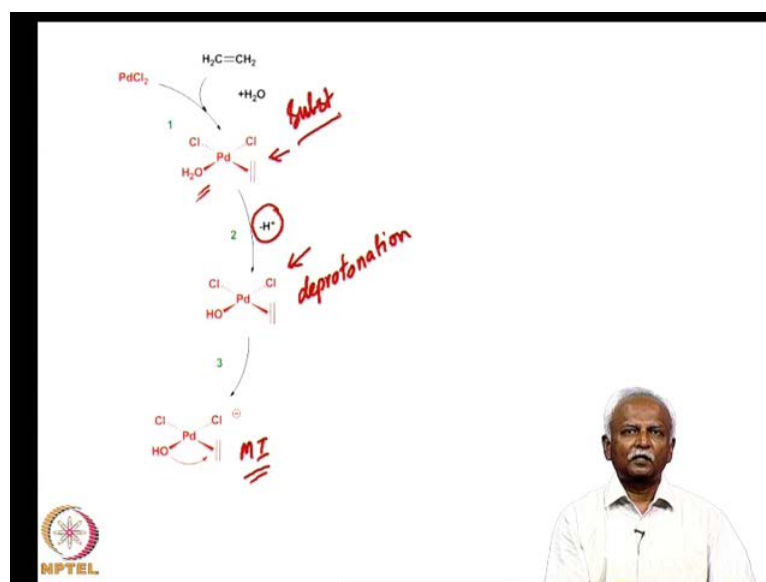 H₂C=CH₂
PdCl₂
+H₂O
Subst
1
Cl Cl
Pd
H₂O
2
-H⁺
deprotonation
Cl Cl
Pd
HO
3
Cl Cl ⊖
Pd
HO
MI
NPTEL